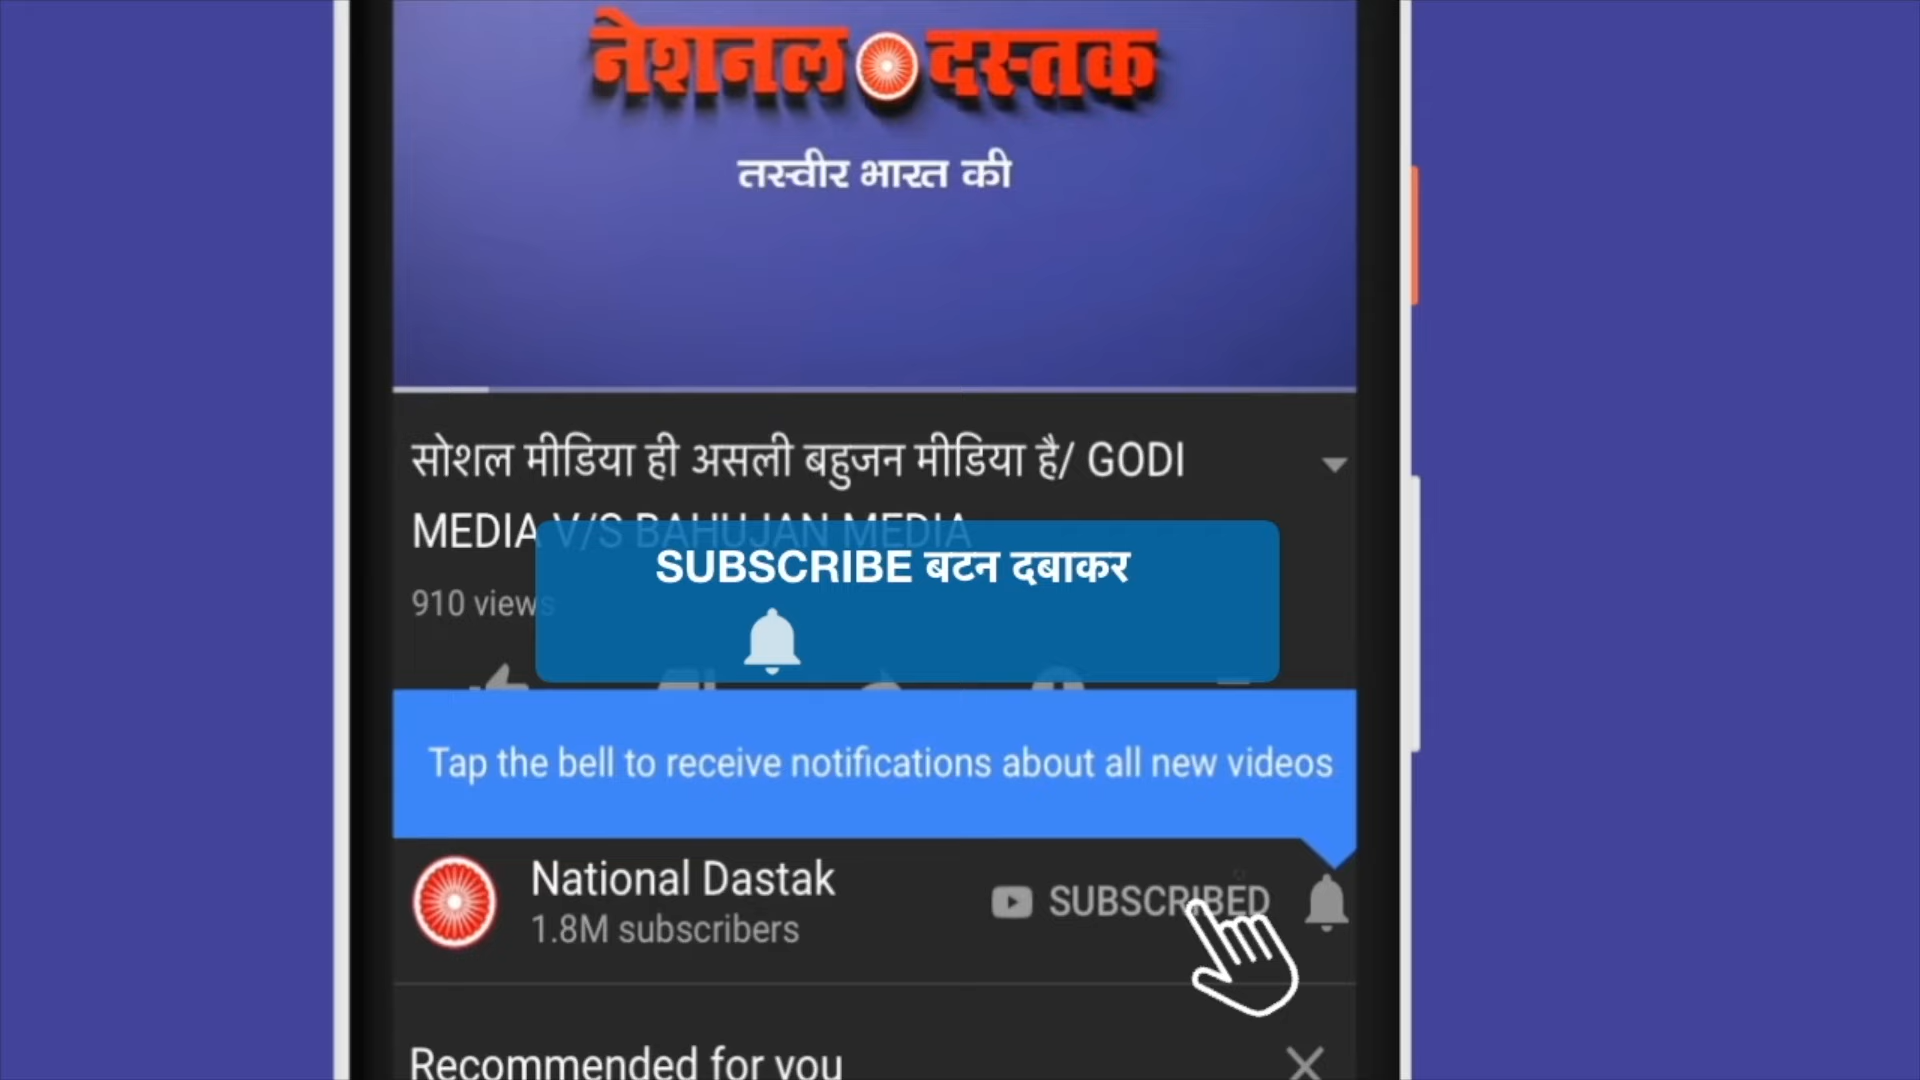 नेशनल दस्तक
तस्वीर भारत की
सोशल मीडिया ही असली बहुजन मीडिया है/ GODI
MEDIA V/S BAHUJAN MEDIA
SUBSCRIBE बटन दबाकर
910 views
Tap the bell to receive notifications about all new videos
National Dastak
SUBSCRIBED
1.8M subscribers
Recommended for you